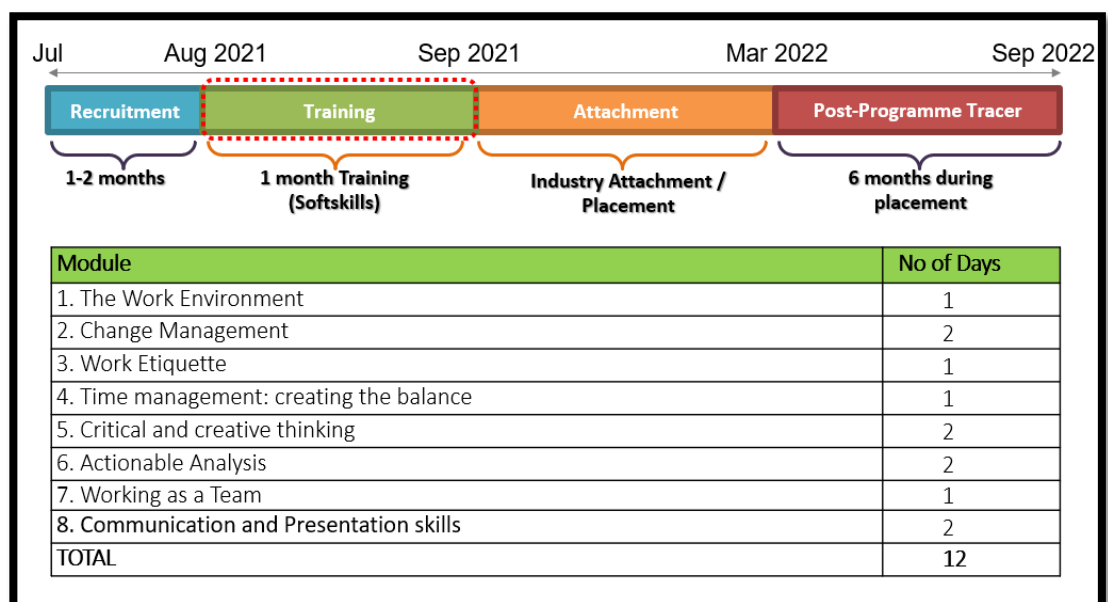 Jul Aug 2021 Sep 2021 Mar 2022 Sep 2022
Recruitment Training Attachment Post-Programme Tracer
1-2 months 1 month Training Industry Attachment / 6 months during
(Softskills) Placement placement
Module No of Days
1. The Work Environment 1
2. Change Management 2
3. Work Etiquette 1
4. Time management: creating the balance 1
5. Critical and creative thinking 2
6. Actionable Analysis 2
7. Working as a Team 1
8. Communication and Presentation skills 2
TOTAL 12